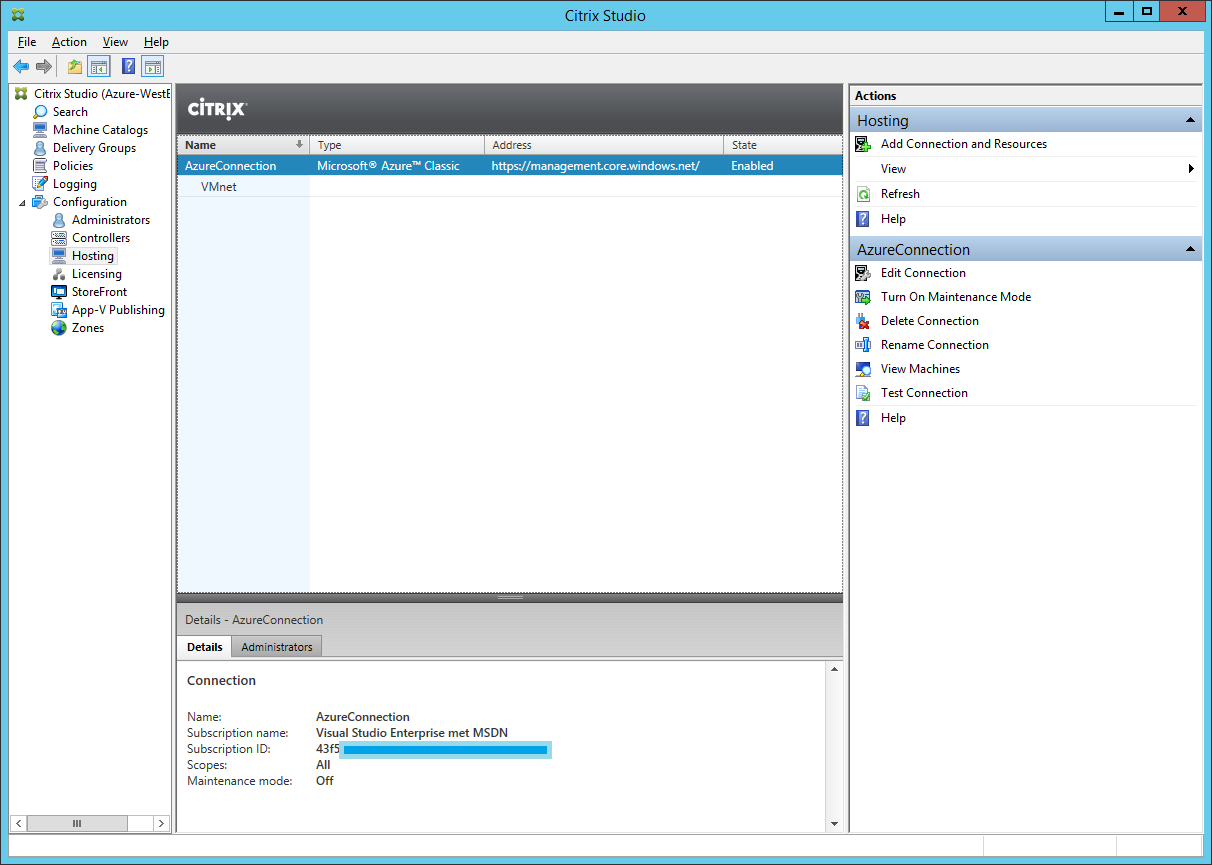 Citrix Studio
File Action View Help
Citrix Studio (Azure-WestE
Search
Machine Catalogs
Delivery Groups
Policies
Logging
Configuration
Administrators
Controllers
Hosting
Licensing
StoreFront
App-V Publishing
Zones
CITRIX
Name Type Address State
AzureConnection Microsoft® Azure™ Classic https://management.core.windows.net/ Enabled
VMnet
Details - AzureConnection
Details Administrators
Connection
Name: AzureConnection
Subscription name: Visual Studio Enterprise met MSDN
Subscription ID: 43f5
Scopes: All
Maintenance mode: Off
Actions
Hosting
Add Connection and Resources
View
Refresh
Help
AzureConnection
Edit Connection
Turn On Maintenance Mode
Delete Connection
Rename Connection
View Machines
Test Connection
Help